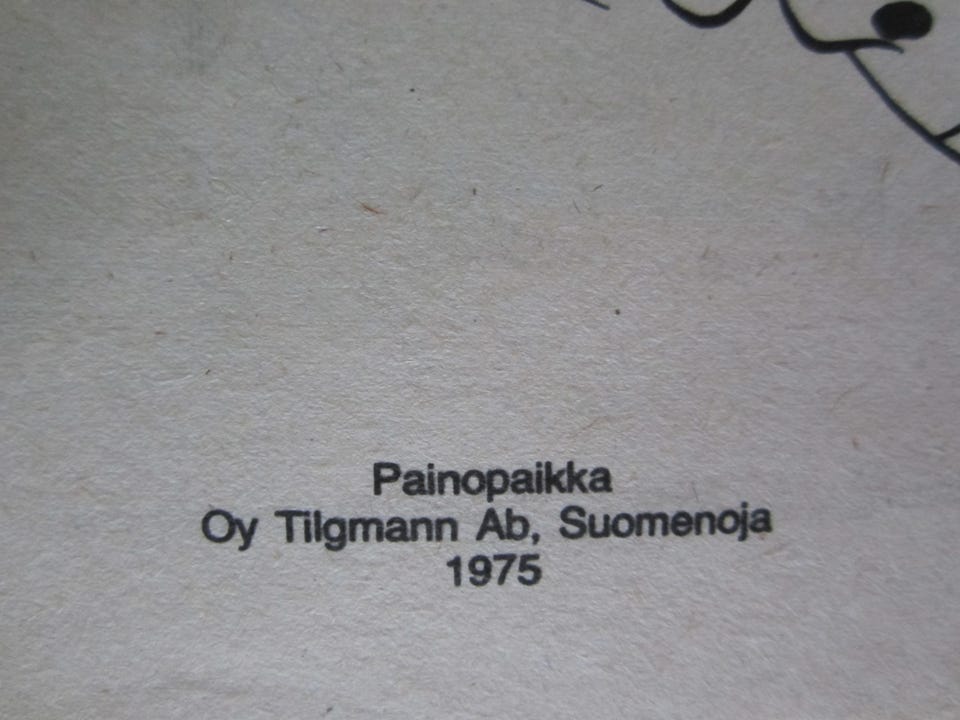 Painopaikka
Oy Tilgmann Ab, Suomenoja
1975